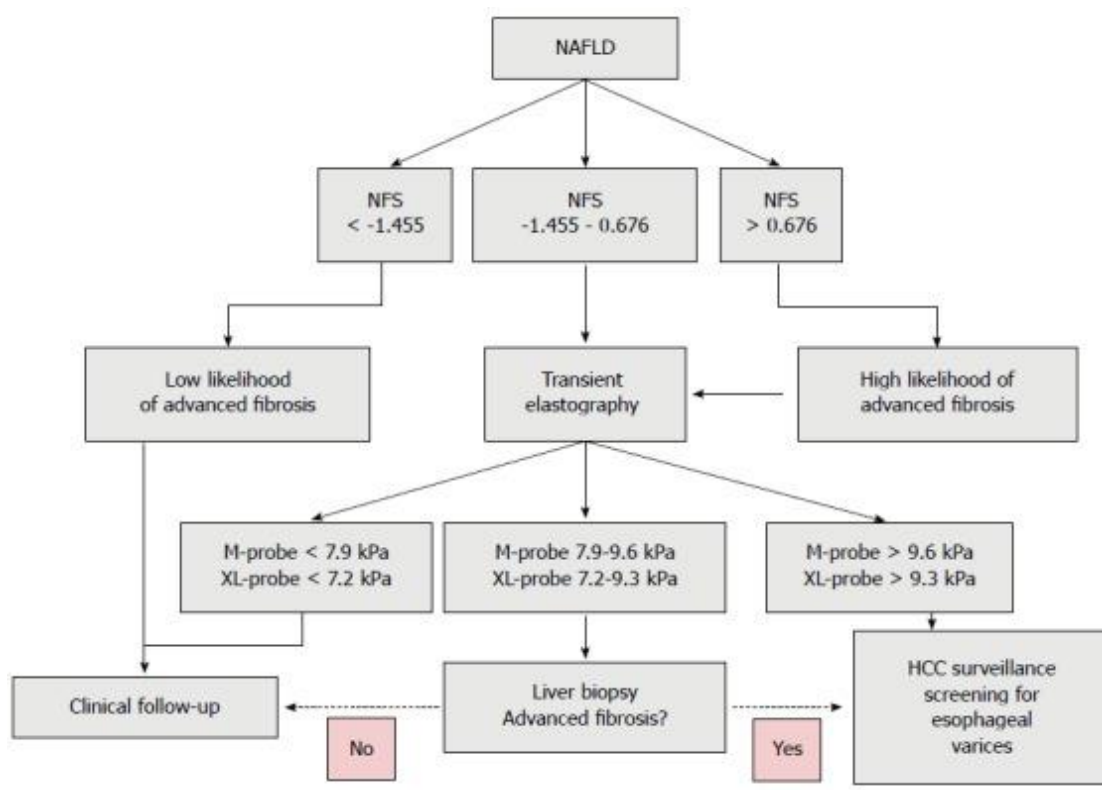 NAFLD
NFS
< -1.455
NFS
-1.455 - 0.676
NFS
> 0.676
Low likelihood
of advanced fibrosis
Transient
elastography
High likelihood of
advanced fibrosis
M-probe < 7.9 kPa
XL-probe < 7.2 kPa
M-probe 7.9-9.6 kPa
XL-probe 7.2-9.3 kPa
M-probe > 9.6 kPa
XL-probe > 9.3 kPa
Clinical follow-up
Liver biopsy
Advanced fibrosis?
HCC surveillance
screening for
esophageal
varices
No
Yes